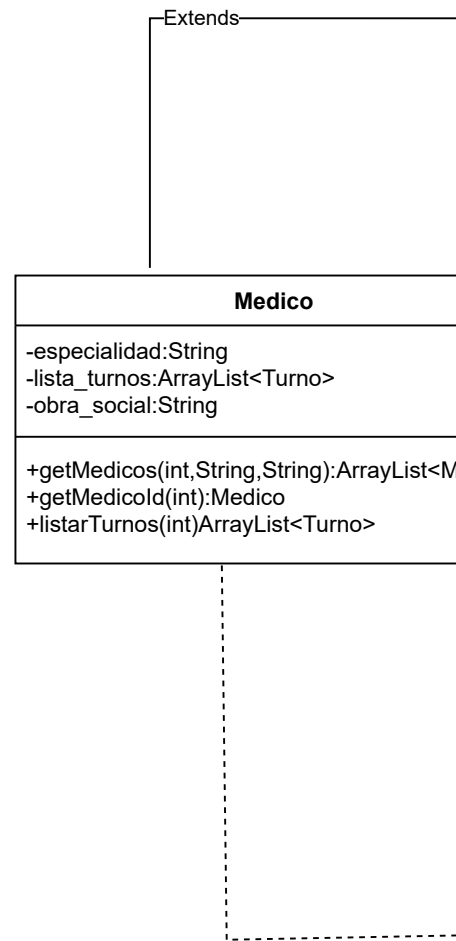 Extends
Medico
-especialidad:String
-lista_turnos:ArrayList<Turno>
-obra_social:String
+getMedicos(int,String,String):ArrayList<M
+getMedicoId(int):Medico
+listarTurnos(int)ArrayList<Turno>